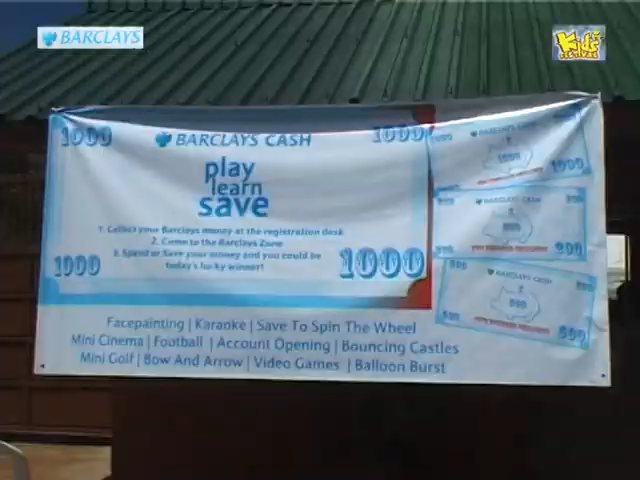 BARCLAYS
Kids
FESTIVAL
1000
BARCLAYS CASH
1000
play
learn
save
1. Collect your Barclays money at the registration desk
2. Come to the Barclays Zone
3. Spend or Save your money and you could be
today's lucky winner!
1000
1000
Facepainting | Karaoke | Save To Spin The Wheel
Mini Cinema | Football | Account Opening | Bouncing Castles
Mini Golf | Bow And Arrow | Video Games | Balloon Burst
1000
BARCLAYS CASH
1000
1000
BARCLAYS CASH
BARCLAYS CASH
500
500